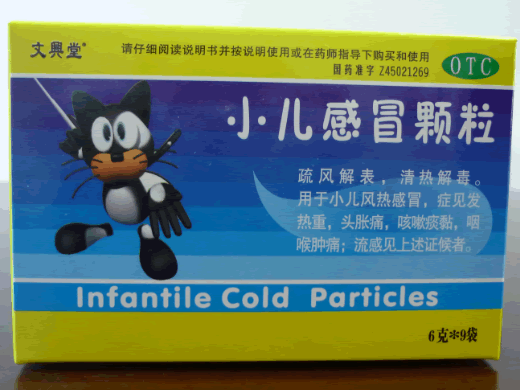 文興堂®
请仔细阅读说明书并按说明使用或在药师指导下购买和使用
国药准字 Z45021269
OTC
小儿感冒颗粒
疏风解表，清热解毒。
用于小儿风热感冒，症见发
热重，头胀痛，咳嗽痰黏，咽
喉肿痛；流感见上述证候者。
Infantile Cold Particles
6克*9袋